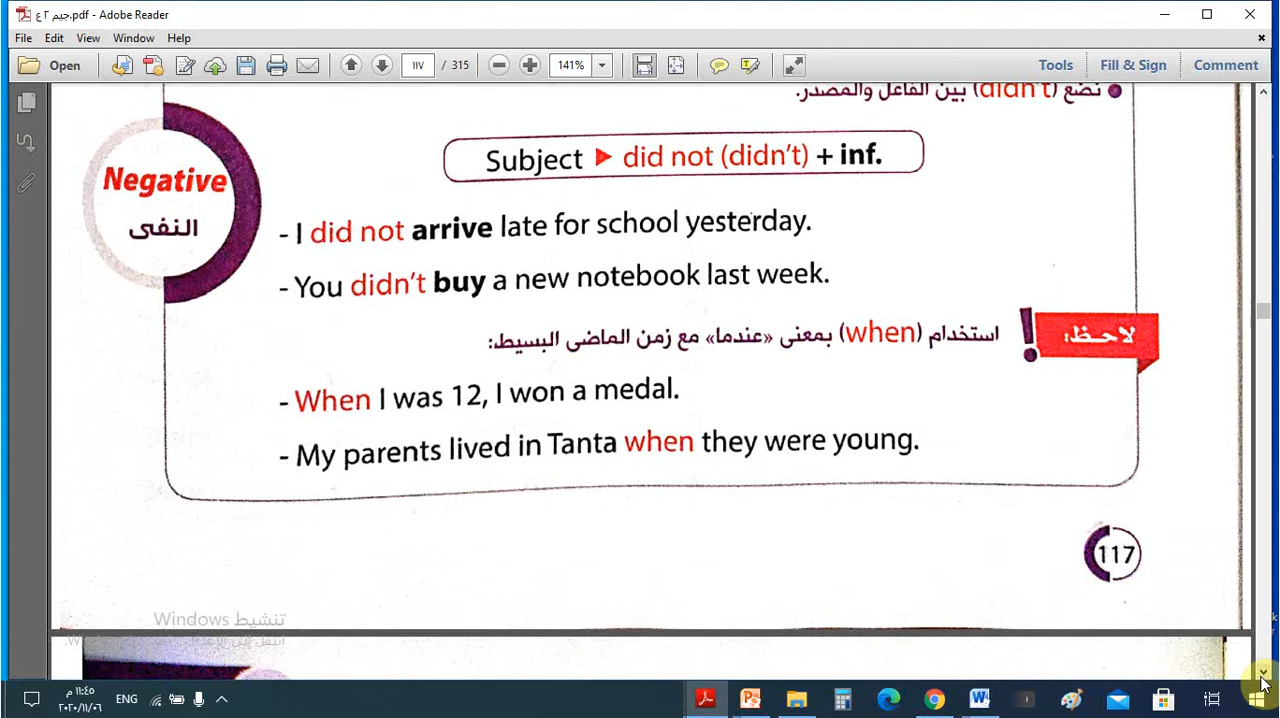 جيم ٢ ع.pdf - Adobe Reader
File Edit View Window Help
Open ١١٧ / 315 141% Tools Fill & Sign Comment
نضع (didn't) بين الفاعل والمصدر.
Negative
النفى
Subject ▶ did not (didn't) + inf.
- I did not arrive late for school yesterday.
- You didn't buy a new notebook last week.
لاحـظ:
استخدام (when) بمعنى «عندما» مع زمن الماضى البسيط:
- When I was 12, I won a medal.
- My parents lived in Tanta when they were young.
117
تنشيط Windows
ENG
١١:٤٥ م
٢٠٢٠/١١/٠٦